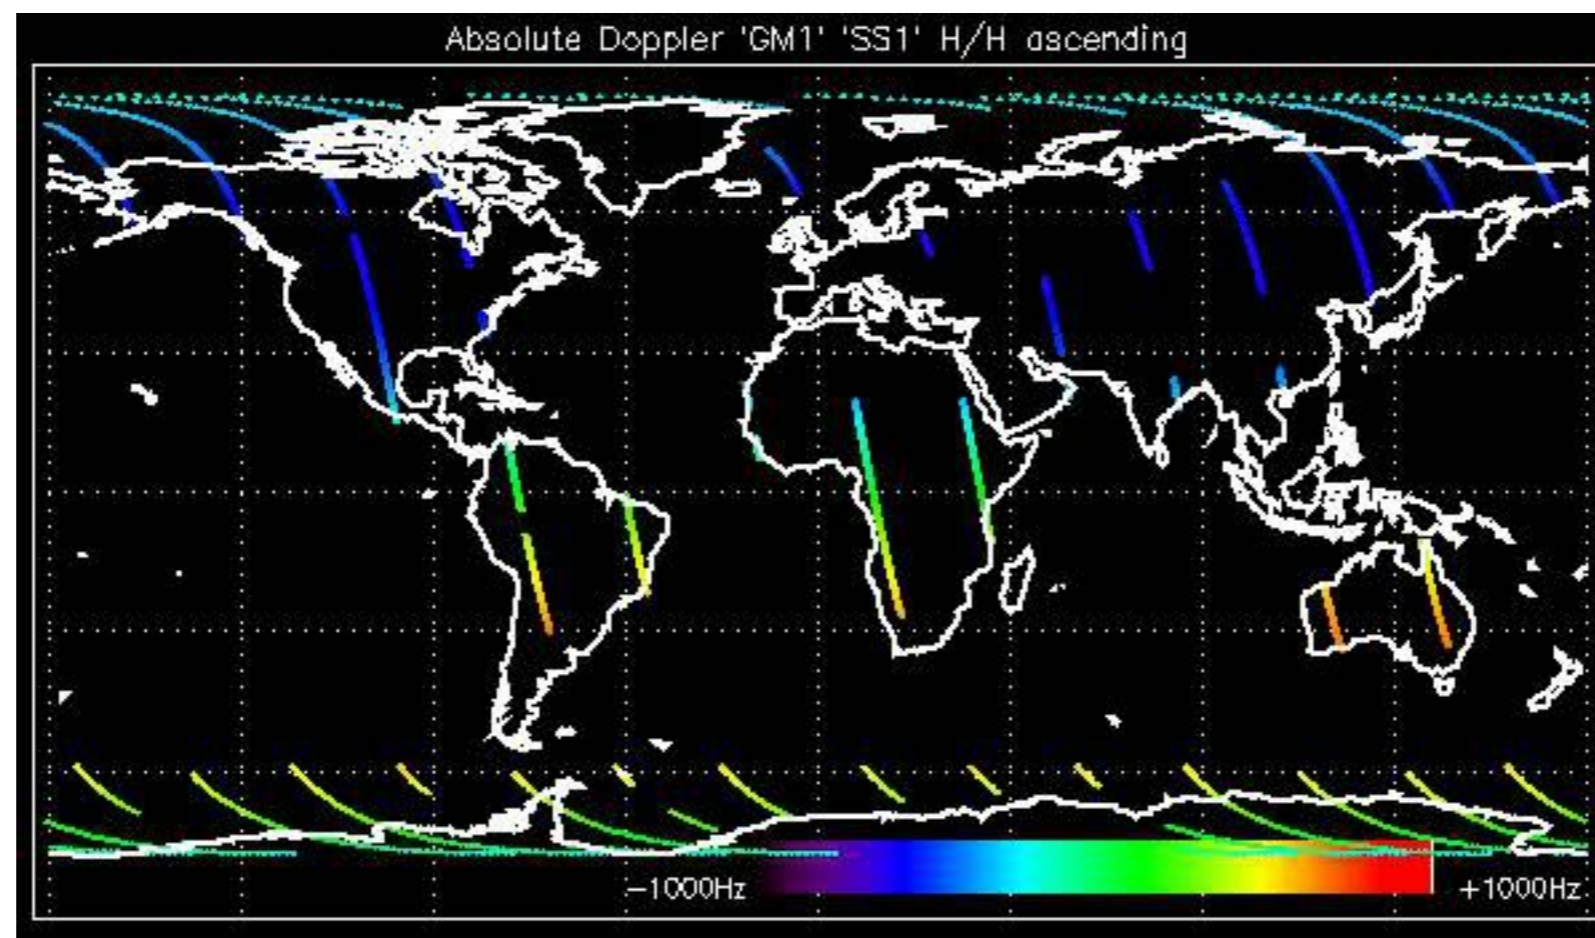 Absolute Doppler 'GM1' 'SS1' H/H ascending
−1000Hz +1000Hz